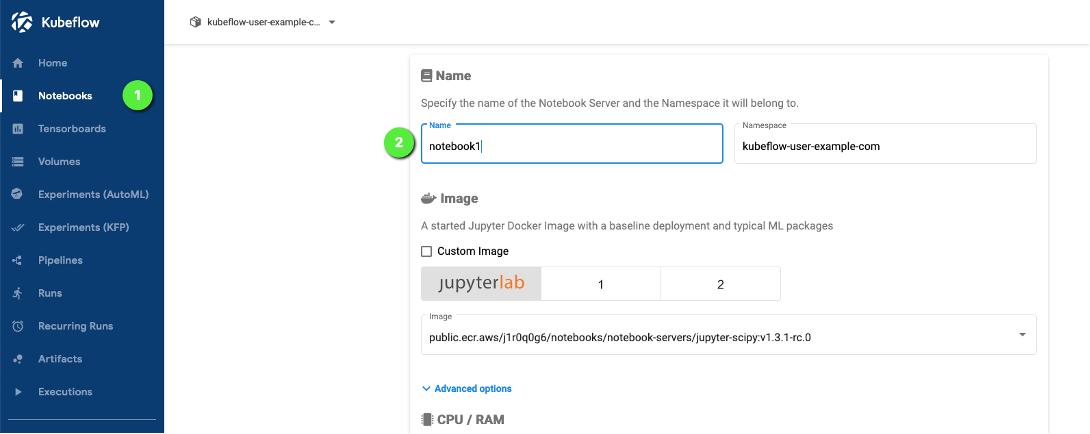 Kubeflow
kubeflow-user-example-c...
Home
Notebooks
1
Tensorboards
Volumes
Experiments (AutoML)
Experiments (KFP)
Pipelines
Runs
Recurring Runs
Artifacts
Executions
Name
Specify the name of the Notebook Server and the Namespace it will belong to.
2
Name
notebook1
Namespace
kubeflow-user-example-com
Image
A started Jupyter Docker Image with a baseline deployment and typical ML packages
Custom Image
jupyterlab
1
2
Image
public.ecr.aws/j1r0q0g6/notebooks/notebook-servers/jupyter-scipy:v1.3.1-rc.0
Advanced options
CPU / RAM